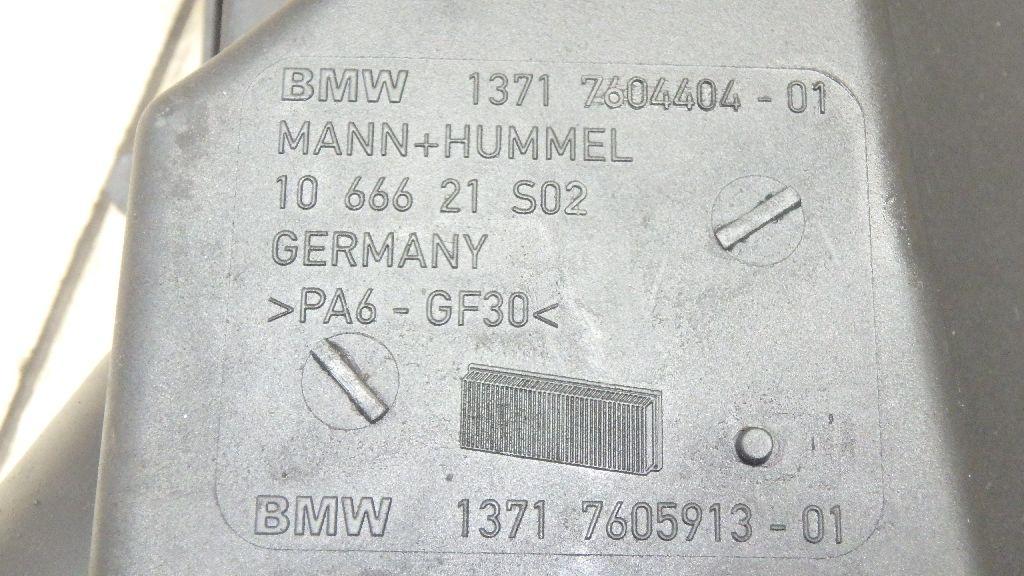 BMW 1371 7604404-01
MANN+HUMMEL
10 666 21 S02
GERMANY
>PA6-GF30<
BMW 1371 7605913-01